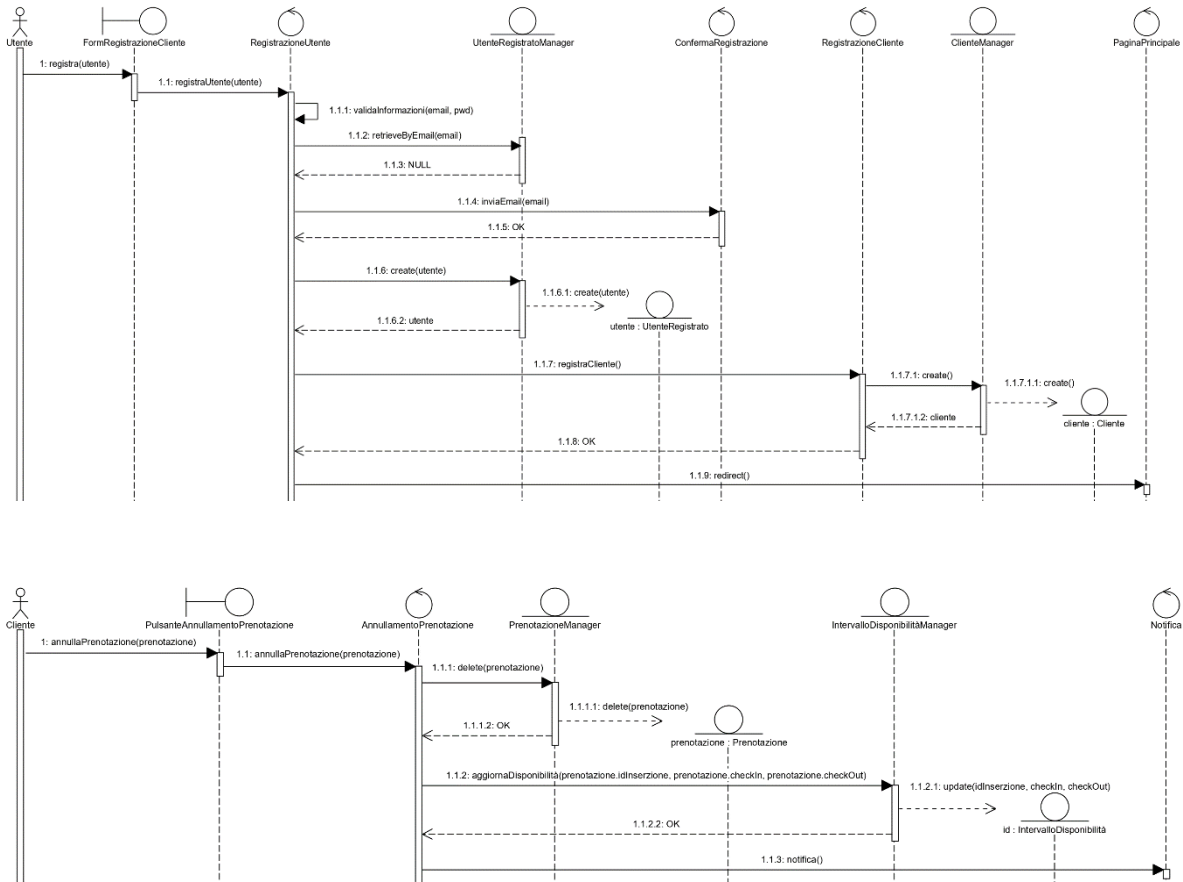 Utente
FormRegistrazioneCliente
RegistrazioneUtente
UtenteRegistratoManager
ConfermaRegistrazione
RegistrazioneCliente
ClienteManager
PaginaPrincipale
1: registra(utente)
1.1: registraUtente(utente)
1.1.1: validaInformazioni(email, pwd)
1.1.2: retrieveByEmail(email)
1.1.3: NULL
1.1.4: inviaEmail(email)
1.1.5: OK
1.1.6: create(utente)
1.1.6.1: create(utente)
1.1.6.2: utente
utente : UtenteRegistrato
1.1.7: registraCliente()
1.1.7.1: create()
1.1.7.1.1: create()
1.1.7.1.2: cliente
cliente : Cliente
1.1.8: OK
1.1.9: redirect()
Cliente
PulsanteAnnullamentoPrenotazione
AnnullamentoPrenotazione
PrenotazioneManager
IntervalloDisponibilitàManager
Notifica
1: annullaPrenotazione(prenotazione)
1.1: annullaPrenotazione(prenotazione)
1.1.1: delete(prenotazione)
1.1.1.1: delete(prenotazione)
1.1.1.2: OK
prenotazione : Prenotazione
1.1.2: aggiornaDisponibilità(prenotazione.idInserzione, prenotazione.checkIn, prenotazione.checkOut)
1.1.2.1: update(idInserzione, checkIn, checkOut)
1.1.2.2: OK
id : IntervalloDisponibilità
1.1.3: notifica()